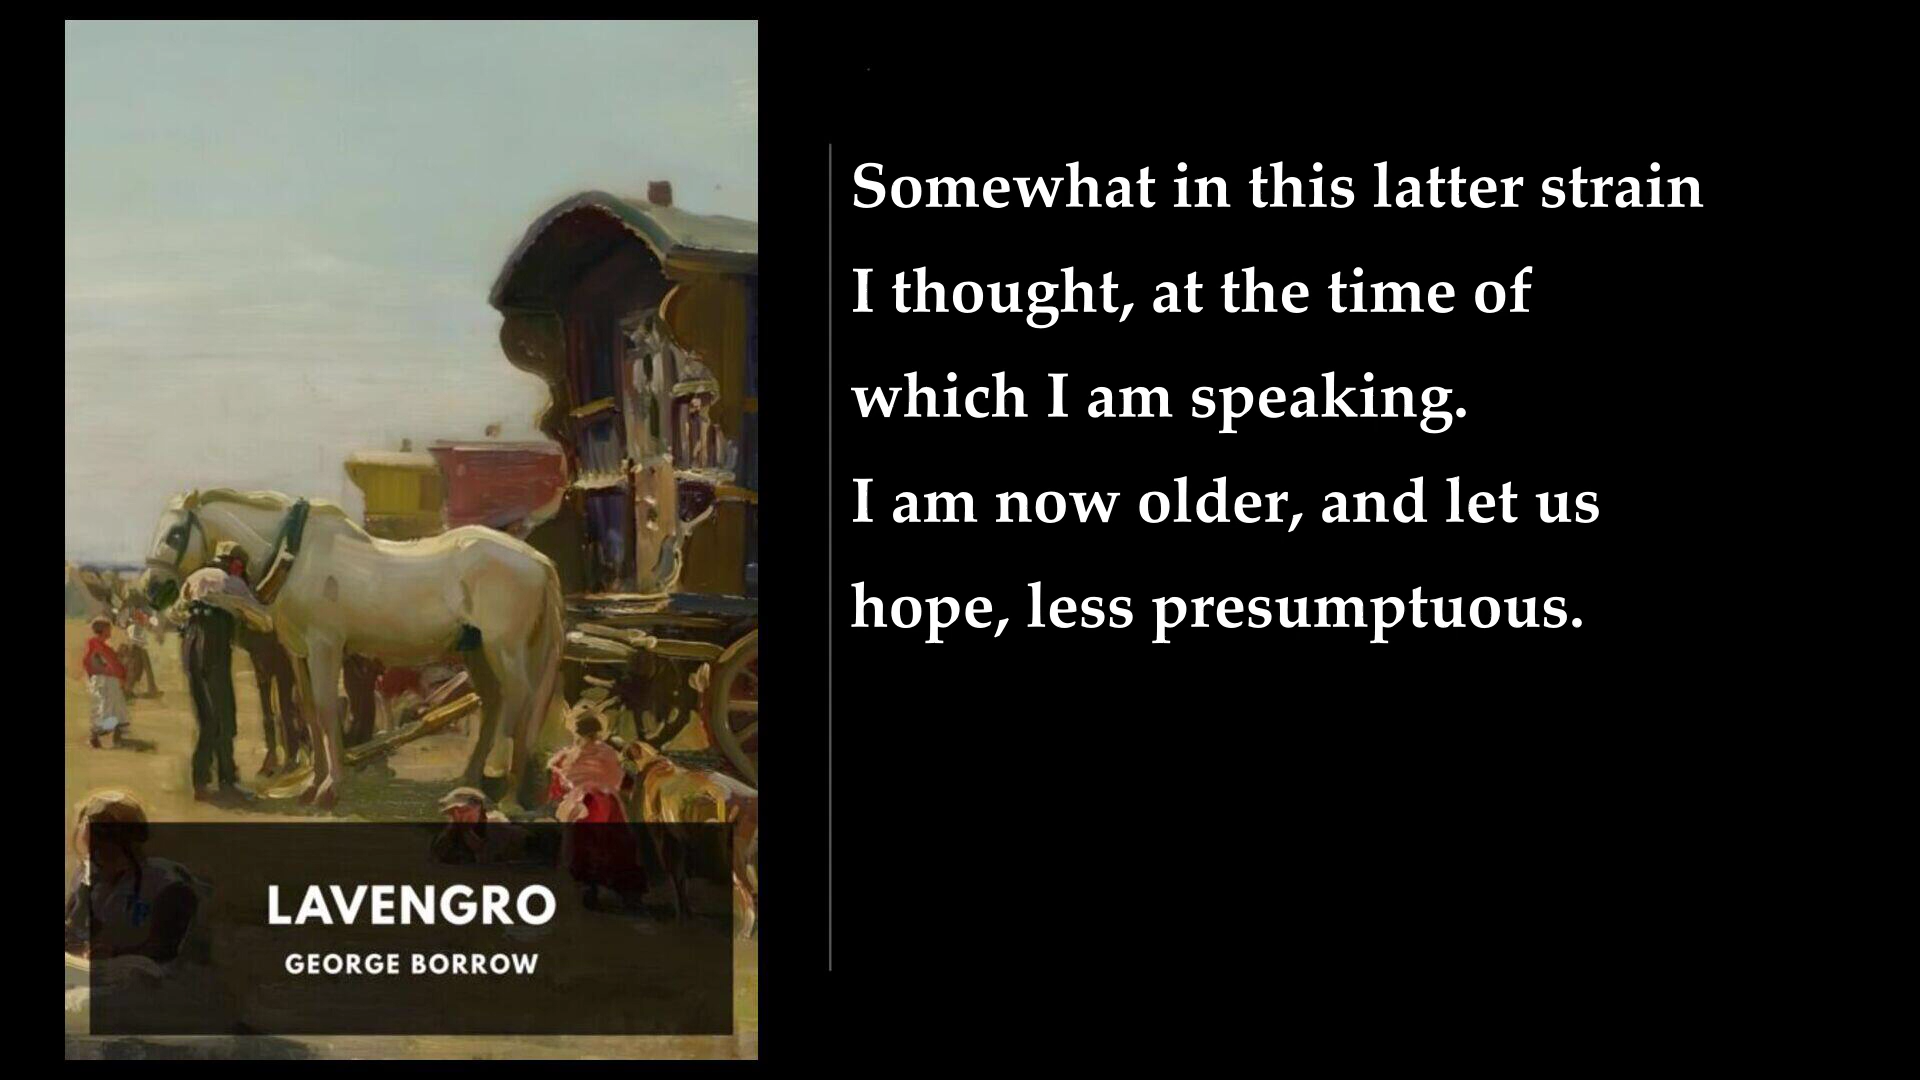 LAVENGRO
GEORGE BORROW
Somewhat in this latter strain
I thought, at the time of
which I am speaking.
I am now older, and let us
hope, less presumptuous.